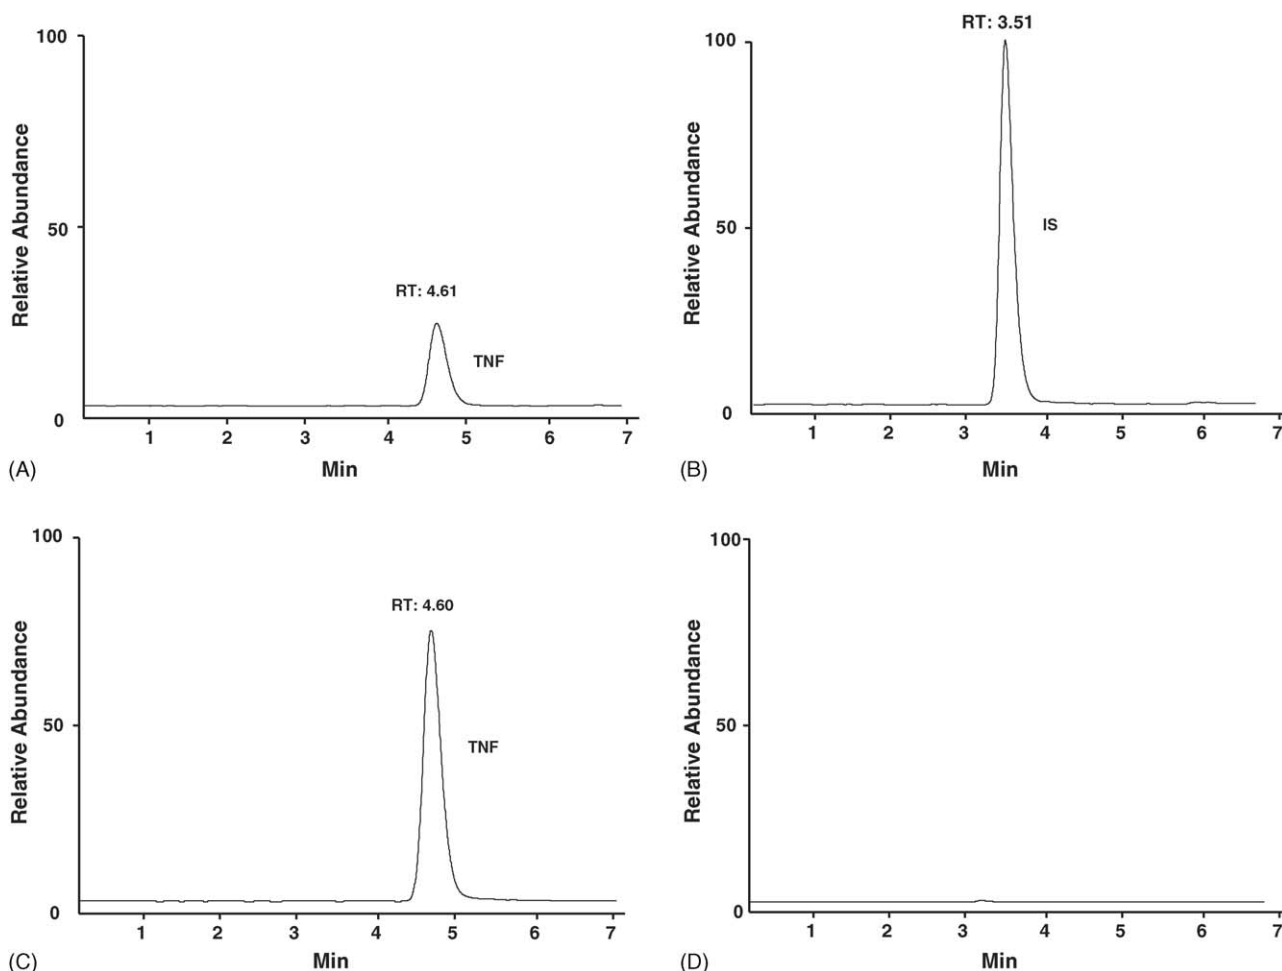 100
50
0
Relative Abundance
RT: 4.61
TNF
1 2 3 4 5 6 7
Min
(A)
RT: 3.51
100
50
0
Relative Abundance
IS
1 2 3 4 5 6 7
Min
(B)
100
50
0
Relative Abundance
RT: 4.60
TNF
1 2 3 4 5 6 7
Min
(C)
100
50
0
Relative Abundance
1 2 3 4 5 6 7
Min
(D)